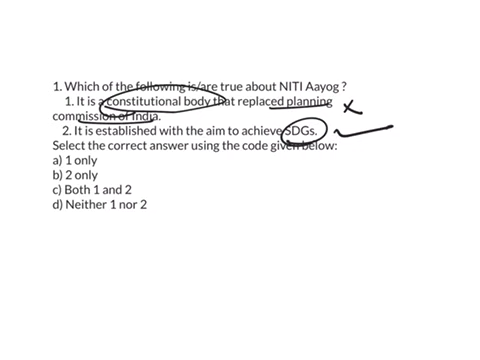 1. Which of the following is/are true about NITI Aayog ?
1. It is a constitutional body that replaced planning
commission of India.
2. It is established with the aim to achieve SDGs.
Select the correct answer using the code given below:
a) 1 only
b) 2 only
c) Both 1 and 2
d) Neither 1 nor 2